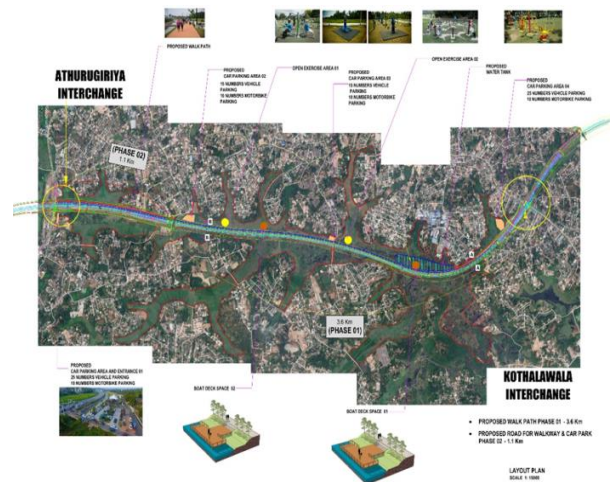 PROPOSED WALK PATH
ATHURUGIRIYA
INTERCHANGE
PROPOSED
CAR PARKING AREA 02
15 NUMBERS VEHICLE
PARKING
10 NUMBERS MOTORBIKE
PARKING
OPEN EXERCISE AREA 01
PROPOSED
CAR PARKING AREA 03
15 NUMBERS VEHICLE
PARKING
10 NUMBERS MOTORBIKE
PARKING
OPEN EXERCISE AREA 02
PROPOSED
WATER TANK
PROPOSED
CAR PARKING AREA 04
25 NUMBERS VEHICLE PARKING
10 NUMBERS MOTORBIKE PARKING
(PHASE 02)
1.1 Km
3.6 Km
(PHASE 01)
PROPOSED
CAR PARKING AREA AND ENTRANCE 01
20 NUMBERS VEHICLE PARKING
10 NUMBERS MOTORBIKE PARKING
BOAT DECK SPACE 02
BOAT DECK SPACE 01
KOTHALAWALA
INTERCHANGE
• PROPOSED WALK PATH PHASE 01 - 3.6 Km
• PROPOSED ROAD FOR WALKWAY & CAR PARK
PHASE 02 - 1.1 Km
LAYOUT PLAN